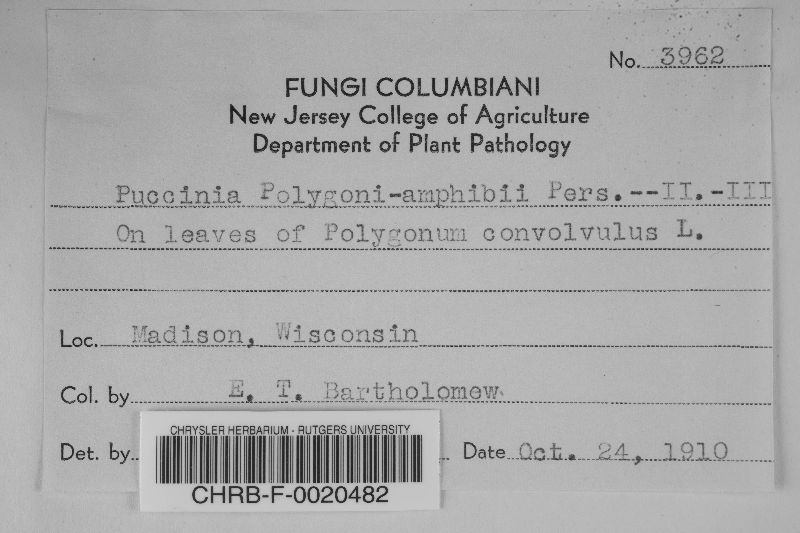 No. 3962
FUNGI COLUMBIANI
New Jersey College of Agriculture
Department of Plant Pathology
Puccinia Polygoni-amphibii Pers.--II.-III
On leaves of Polygonum convolvulus L.
Loc. Madison, Wisconsin
Col. by E. T. Bartholomew
Det. by Date Oct. 24, 1910
CHRYSLER HERBARIUM - RUTGERS UNIVERSITY
CHRB-F-0020482